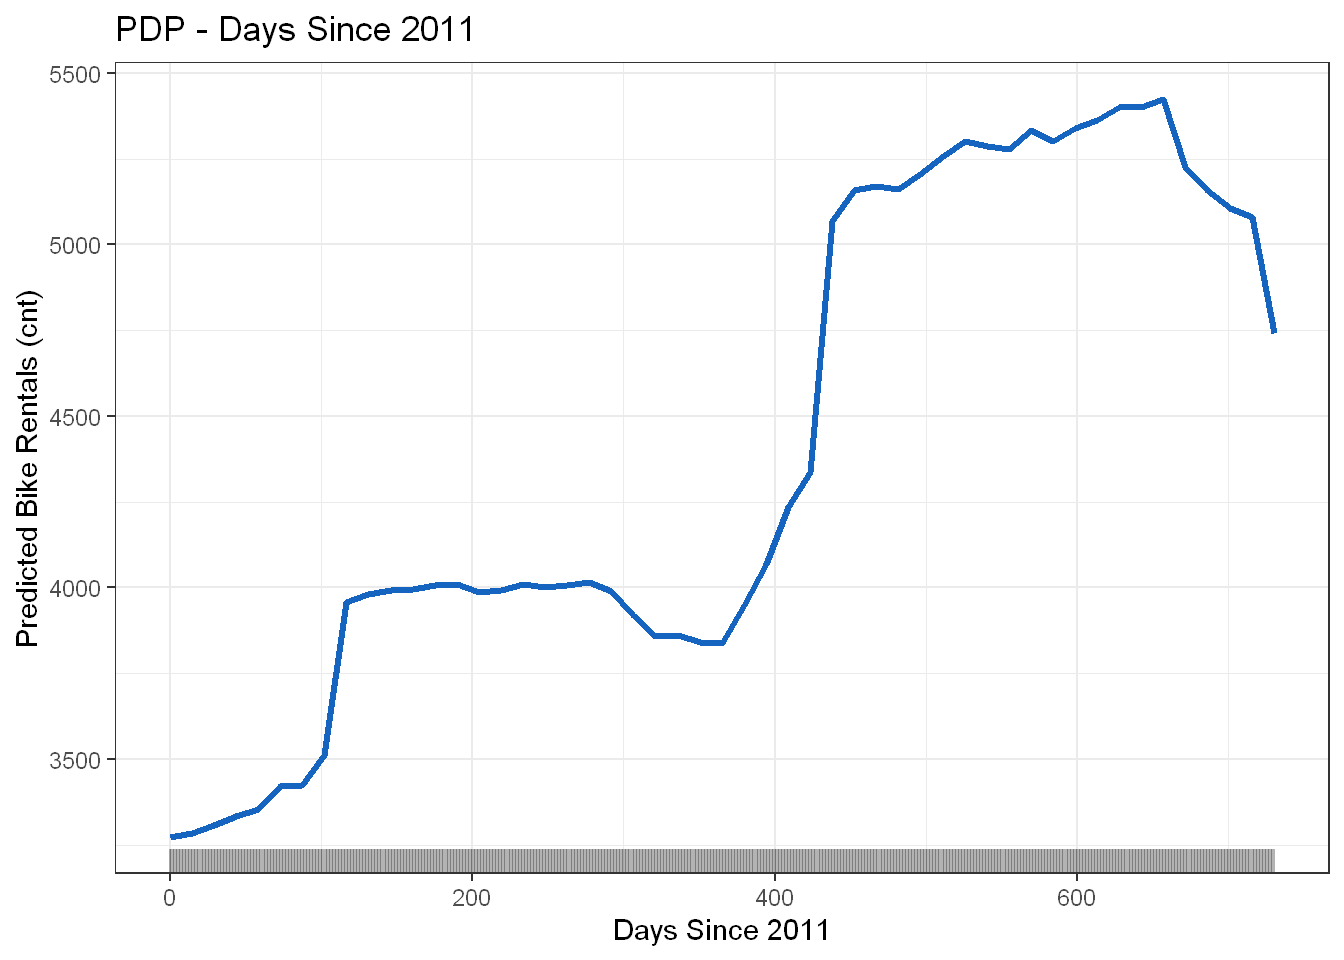 PDP - Days Since 2011
Predicted Bike Rentals (cnt)
5500
5000
4500
4000
3500
0 200 400 600
Days Since 2011